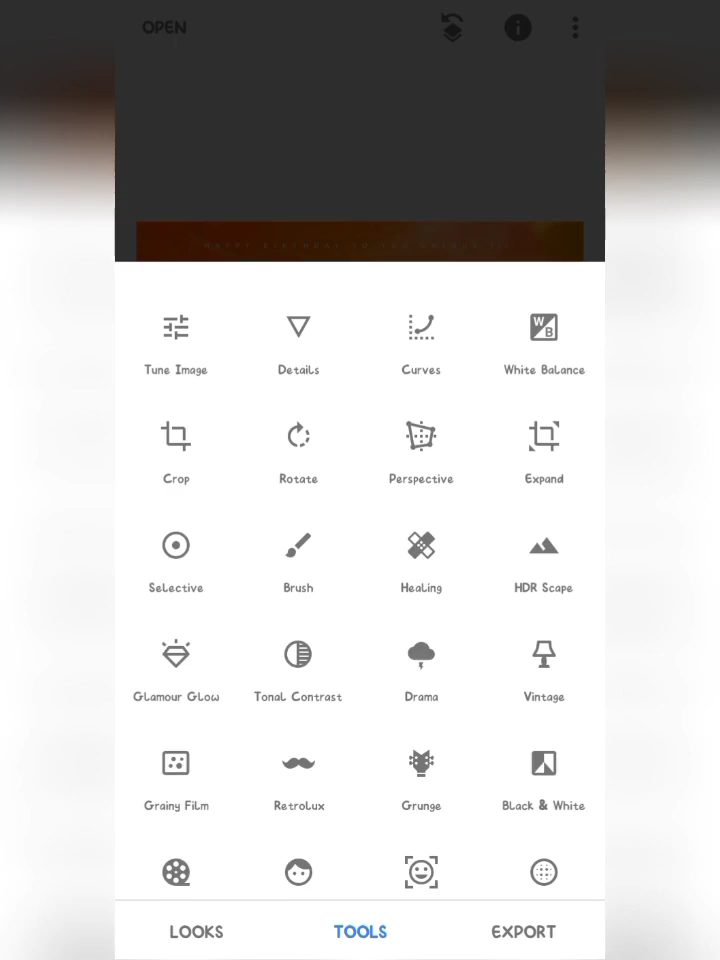 OPEN
Tune Image Details Curves White Balance
Crop Rotate Perspective Expand
Selective Brush Healing HDR Scape
Glamour Glow Tonal Contrast Drama Vintage
Grainy Film Retrolux Grunge Black & White
LOOKS TOOLS EXPORT